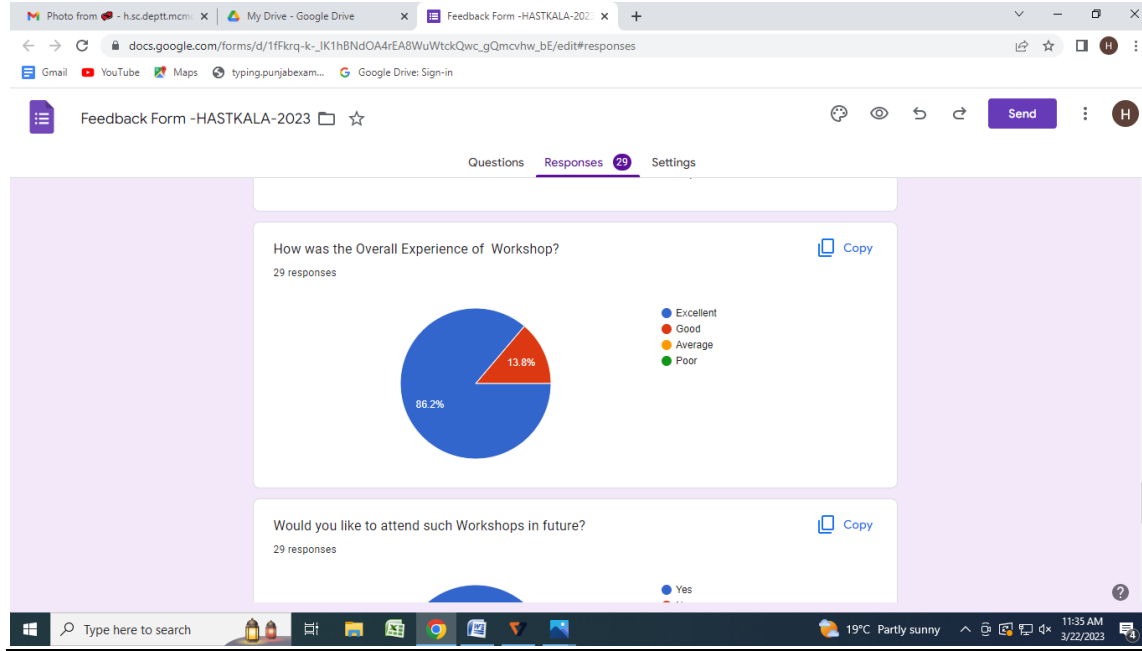 Photo from - h.sc.deptt.mcmc
My Drive - Google Drive
Feedback Form -HASTKALA-202
docs.google.com/forms/d/1fFkrq-k-_IK1hBNdOA4rEA8WuWtckQwc_gQmcvhw_bE/edit#responses
H
Gmail YouTube Maps typing.punjabexam... Google Drive: Sign-in
Feedback Form -HASTKALA-2023
Send
H
Questions Responses 29 Settings
How was the Overall Experience of Workshop?
Copy
29 responses
Excellent
Good
Average
Poor
13.8%
86.2%
Would you like to attend such Workshops in future?
Copy
29 responses
Yes
Type here to search
19°C Partly sunny
11:35 AM
3/22/2023
4